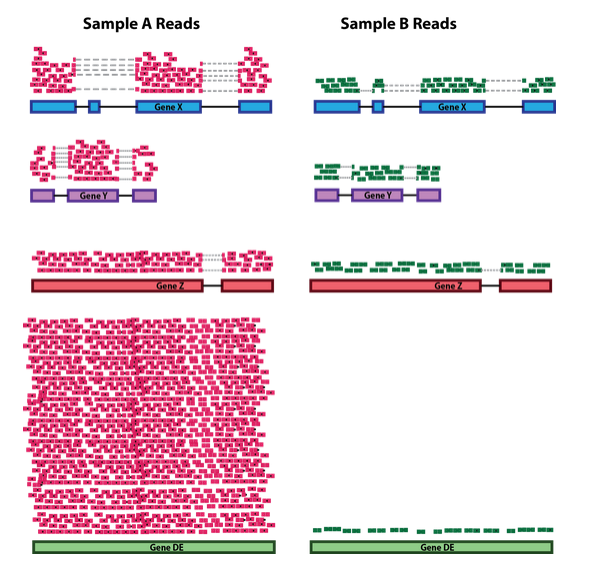 Sample A Reads
Sample B Reads
Gene X
Gene X
Gene Y
Gene Y
Gene Z
Gene Z
Gene DE
Gene DE